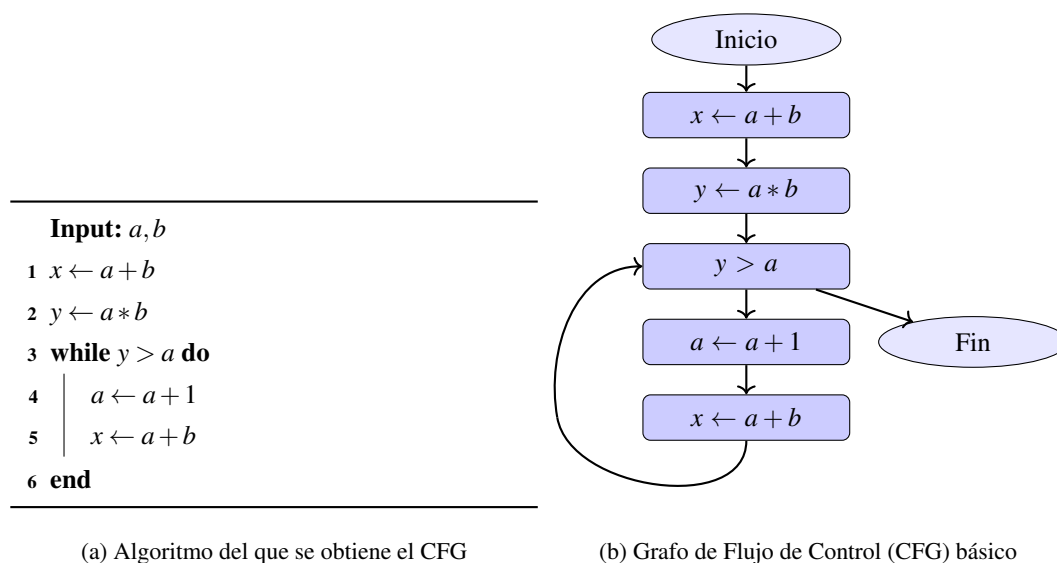 Input: a,b
1 x ← a + b
2 y ← a * b
3 while y > a do
4 a ← a + 1
5 x ← a + b
6 end
(a) Algoritmo del que se obtiene el CFG
Inicio
x ← a + b
y ← a * b
y > a
a ← a + 1
Fin
x ← a + b
(b) Grafo de Flujo de Control (CFG) básico